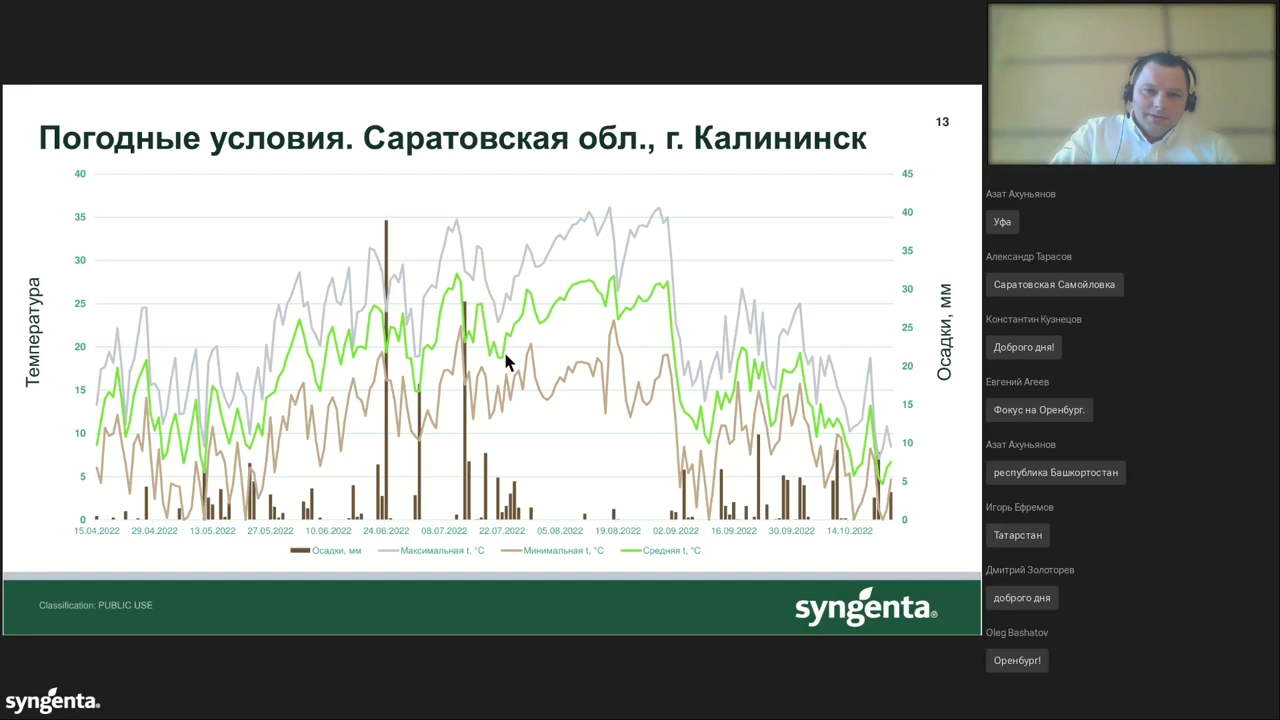 Погодные условия. Саратовская обл., г. Калининск
13
40
35
30
25
20
15
10
5
0
Температура
45
40
35
30
25
20
15
10
5
0
Осадки, мм
15.04.2022 29.04.2022 13.05.2022 27.05.2022 10.06.2022 24.06.2022 08.07.2022 22.07.2022 05.08.2022 19.08.2022 02.09.2022 16.09.2022 30.09.2022 14.10.2022
Осадки, мм Максимальная t, °C Минимальная t, °C Средняя t, °C
Classification: PUBLIC USE
syngenta®
syngenta®
Азат Ахуньянов
Уфа
Александр Тарасов
Саратовская Самойловка
Константин Кузнецов
Доброго дня!
Евгений Агеев
Фокус на Оренбург.
Азат Ахуньянов
республика Башкортостан
Игорь Ефремов
Татарстан
Дмитрий Золоторев
доброго дня
Oleg Bashatov
Оренбург!